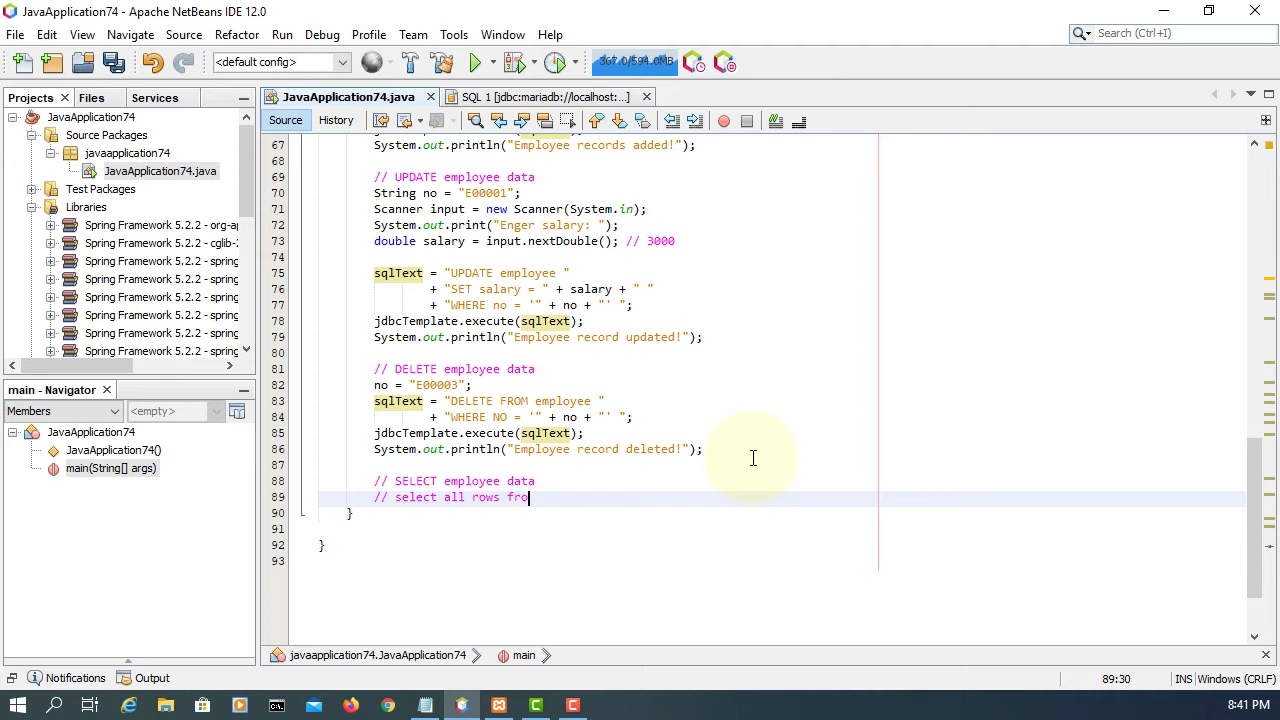 JavaApplication74 - Apache NetBeans IDE 12.0
File Edit View Navigate Source Refactor Run Debug Profile Team Tools Window Help
Search (Ctrl+I)
<default config>
367.0/594.0MB
Projects Files Services
JavaApplication74.java
SQL 1 [jdbc:mariadb://localhost:...]
JavaApplication74
Source Packages
javaapplication74
JavaApplication74.java
Test Packages
Libraries
Spring Framework 5.2.2 - org-ap
Spring Framework 5.2.2 - cglib-2
Spring Framework 5.2.2 - spring
Spring Framework 5.2.2 - spring
Spring Framework 5.2.2 - spring
Spring Framework 5.2.2 - spring
Spring Framework 5.2.2 - spring
Spring Framework 5.2.2 - spring
main - Navigator
Members
<empty>
JavaApplication74
JavaApplication74()
main(String[] args)
Source History
67 System.out.println("Employee records added!");
68
69 // UPDATE employee data
70 String no = "E00001";
71 Scanner input = new Scanner(System.in);
72 System.out.print("Enger salary: ");
73 double salary = input.nextDouble(); // 3000
74
75 sqlText = "UPDATE employee "
76 + "SET salary = " + salary + " "
77 + "WHERE no = '" + no + "' ";
78 jdbcTemplate.execute(sqlText);
79 System.out.println("Employee record updated!");
80
81 // DELETE employee data
82 no = "E00003";
83 sqlText = "DELETE FROM employee "
84 + "WHERE NO = '" + no + "' ";
85 jdbcTemplate.execute(sqlText);
86 System.out.println("Employee record deleted!");
87
88 // SELECT employee data
89 // select all rows fro
90 }
91
92 }
93
javaapplication74.JavaApplication74 main
Notifications Output
89:30 INS Windows (CRLF)
8:41 PM